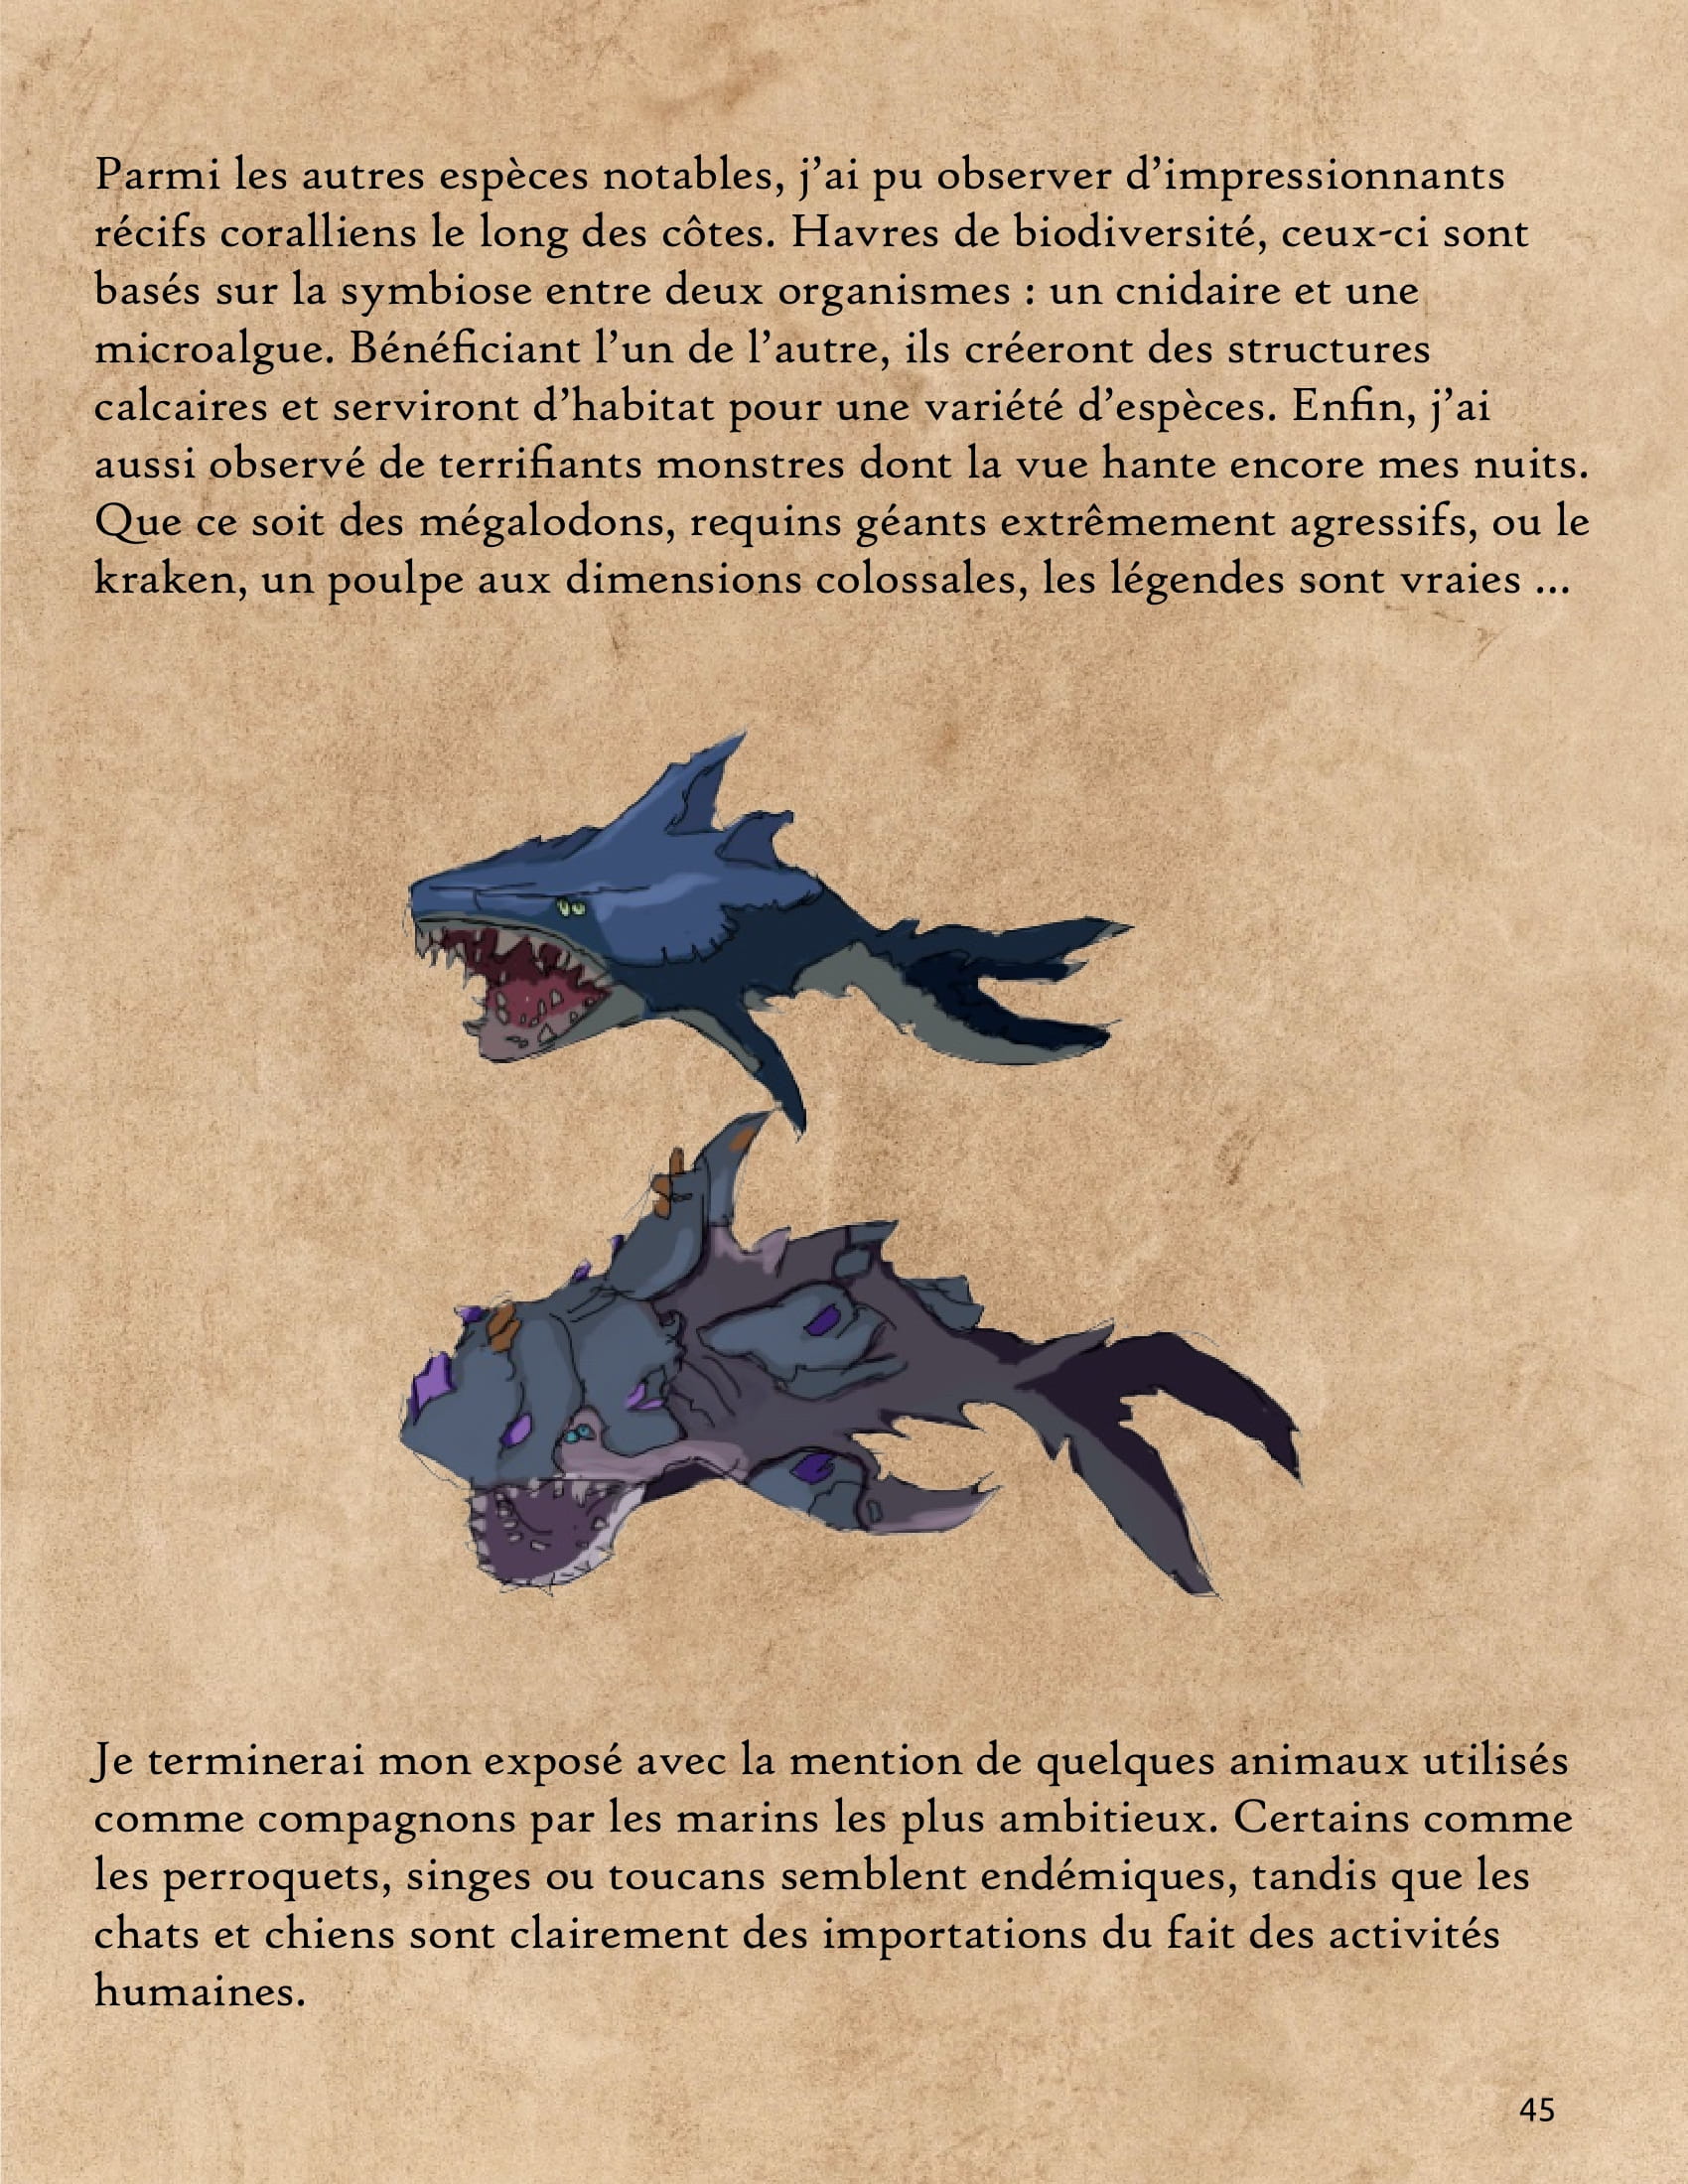 Parmi les autres espèces notables, j’ai pu observer d’impressionnants
récifs coralliens le long des côtes. Havres de biodiversité, ceux-ci sont
basés sur la symbiose entre deux organismes : un cnidaire et une
microalgue. Bénéficiant l’un de l’autre, ils créeront des structures
calcaires et serviront d’habitat pour une variété d’espèces. Enfin, j’ai
aussi observé de terrifiants monstres dont la vue hante encore mes nuits.
Que ce soit des mégalodons, requins géants extrêmement agressifs, ou le
kraken, un poulpe aux dimensions colossales, les légendes sont vraies ...
Je terminerai mon exposé avec la mention de quelques animaux utilisés
comme compagnons par les marins les plus ambitieux. Certains comme
les perroquets, singes ou toucans semblent endémiques, tandis que les
chats et chiens sont clairement des importations du fait des activités
humaines.
45